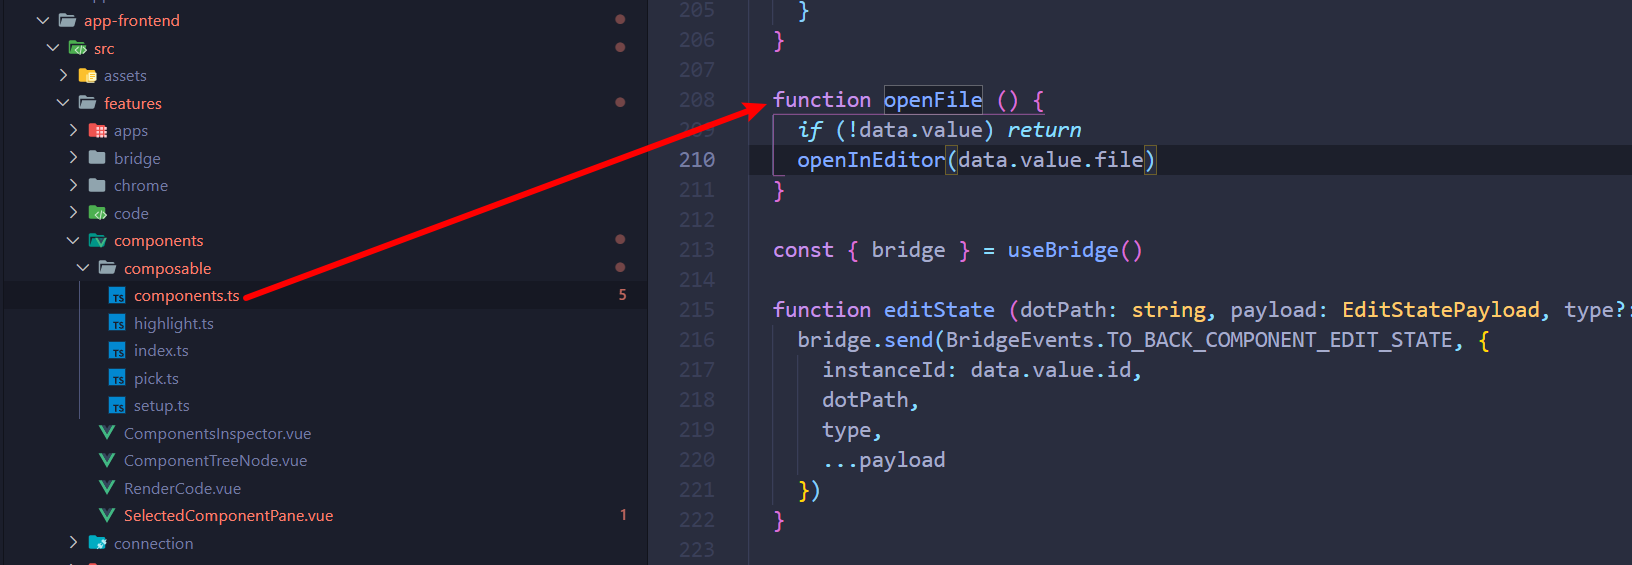 app-frontend
src
assets
features
apps
bridge
chrome
code
components
composable
components.ts 5
highlight.ts
index.ts
pick.ts
setup.ts
ComponentsInspector.vue
ComponentTreeNode.vue
RenderCode.vue
SelectedComponentPane.vue 1
connection
205 }
206 }
207
208 function openFile () {
209 if (!data.value) return
210 openInEditor(data.value.file)
211 }
212
213 const { bridge } = useBridge()
214
215 function editState (dotPath: string, payload: EditStatePayload, type?:
216 bridge.send(BridgeEvents.TO_BACK_COMPONENT_EDIT_STATE, {
217 instanceId: data.value.id,
218 dotPath,
219 type,
220 ...payload
221 })
222 }
223